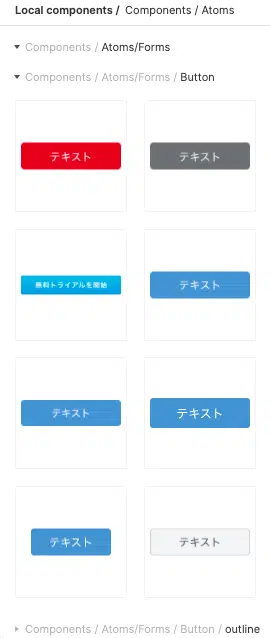 Local components / Components / Atoms
Components / Atoms/Forms
Components / Atoms/Forms / Button
テキスト テキスト
無料トライアルを開始 テキスト
テキスト テキスト
テキスト テキスト
Components / Atoms/Forms / Button / outline